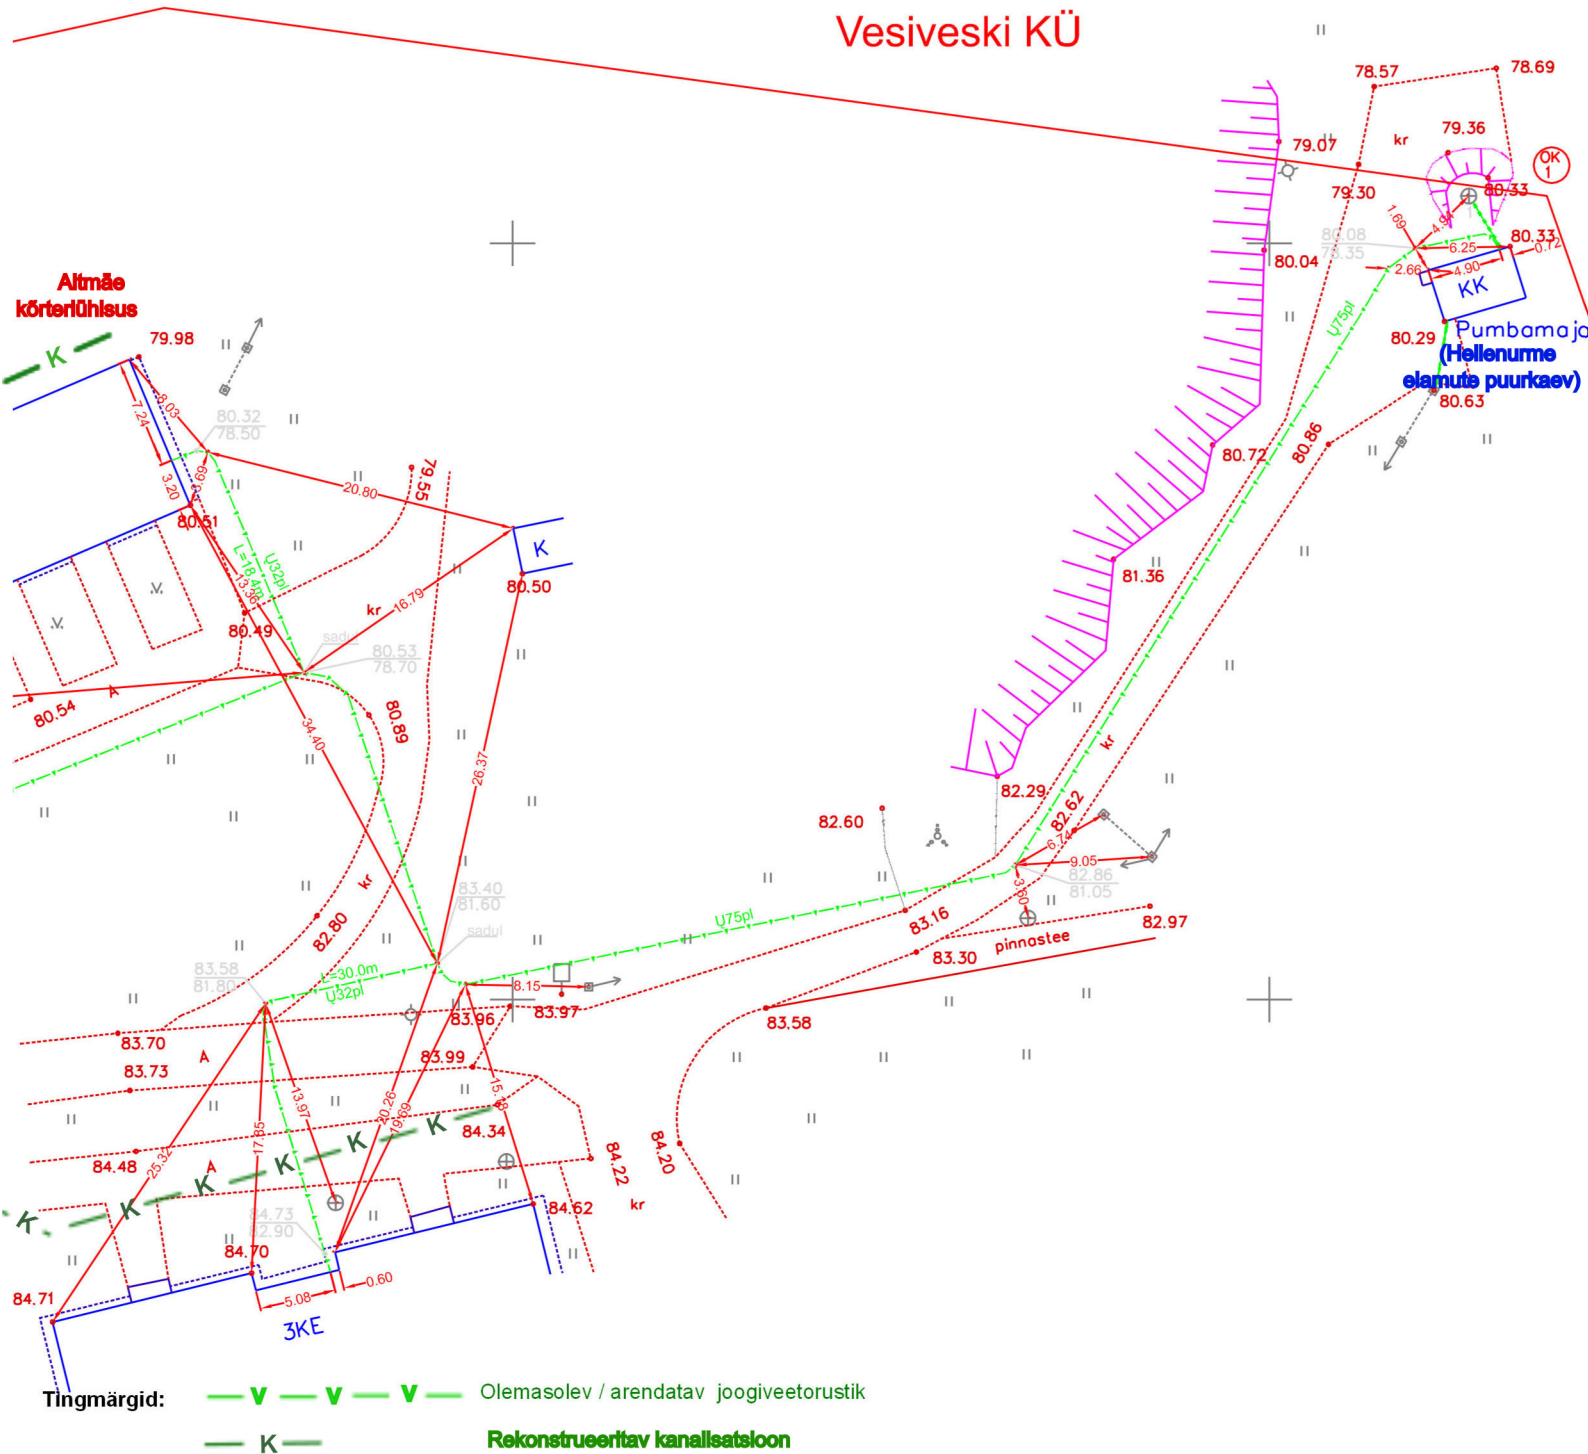 Vesiveski KÜ
78.57
78.69
79.07
kr
79.36
OK
1
79.30
80.33
1.69
4.94
80.08
78.35
6.25
80.33
0.72
80.04
2.66
4.90
KK
Aitmäe
körteriühisus
K
79.98
U75pl
80.29
Pumbamaja
(Hellenurme
elamute puurkaev)
80.63
7.24
8.03
80.32
78.50
80.86
80.72
3.20
3.69
20.80
79.55
80.51
K
L=18.4m
U32pl
13.36
81.36
80.50
V.
V.
kr
16.79
80.49
sadul
80.53
78.70
A
80.54
80.89
34.40
26.37
kr
82.29
82.60
82.62
6.74
9.05
82.86
81.05
3.60
kr
83.40
81.60
sadul
U75pl
82.80
83.16
82.97
pinnastee
83.30
83.58
81.80
L=30.0m
U32pl
8.15
83.96
83.97
83.58
83.70
A
83.99
83.73
13.97
20.26
19.69
15.18
17.85
K
K
84.34
84.48
25.32
A
K
K
84.22
84.20
K
K
kr
84.62
84.73
82.90
84.70
84.71
0.60
5.08
3KE
Tingmärgid:
V V V Olemasolev / arendatav joogiveetorustik
K Rekonstrueeritav kanalisatsioon